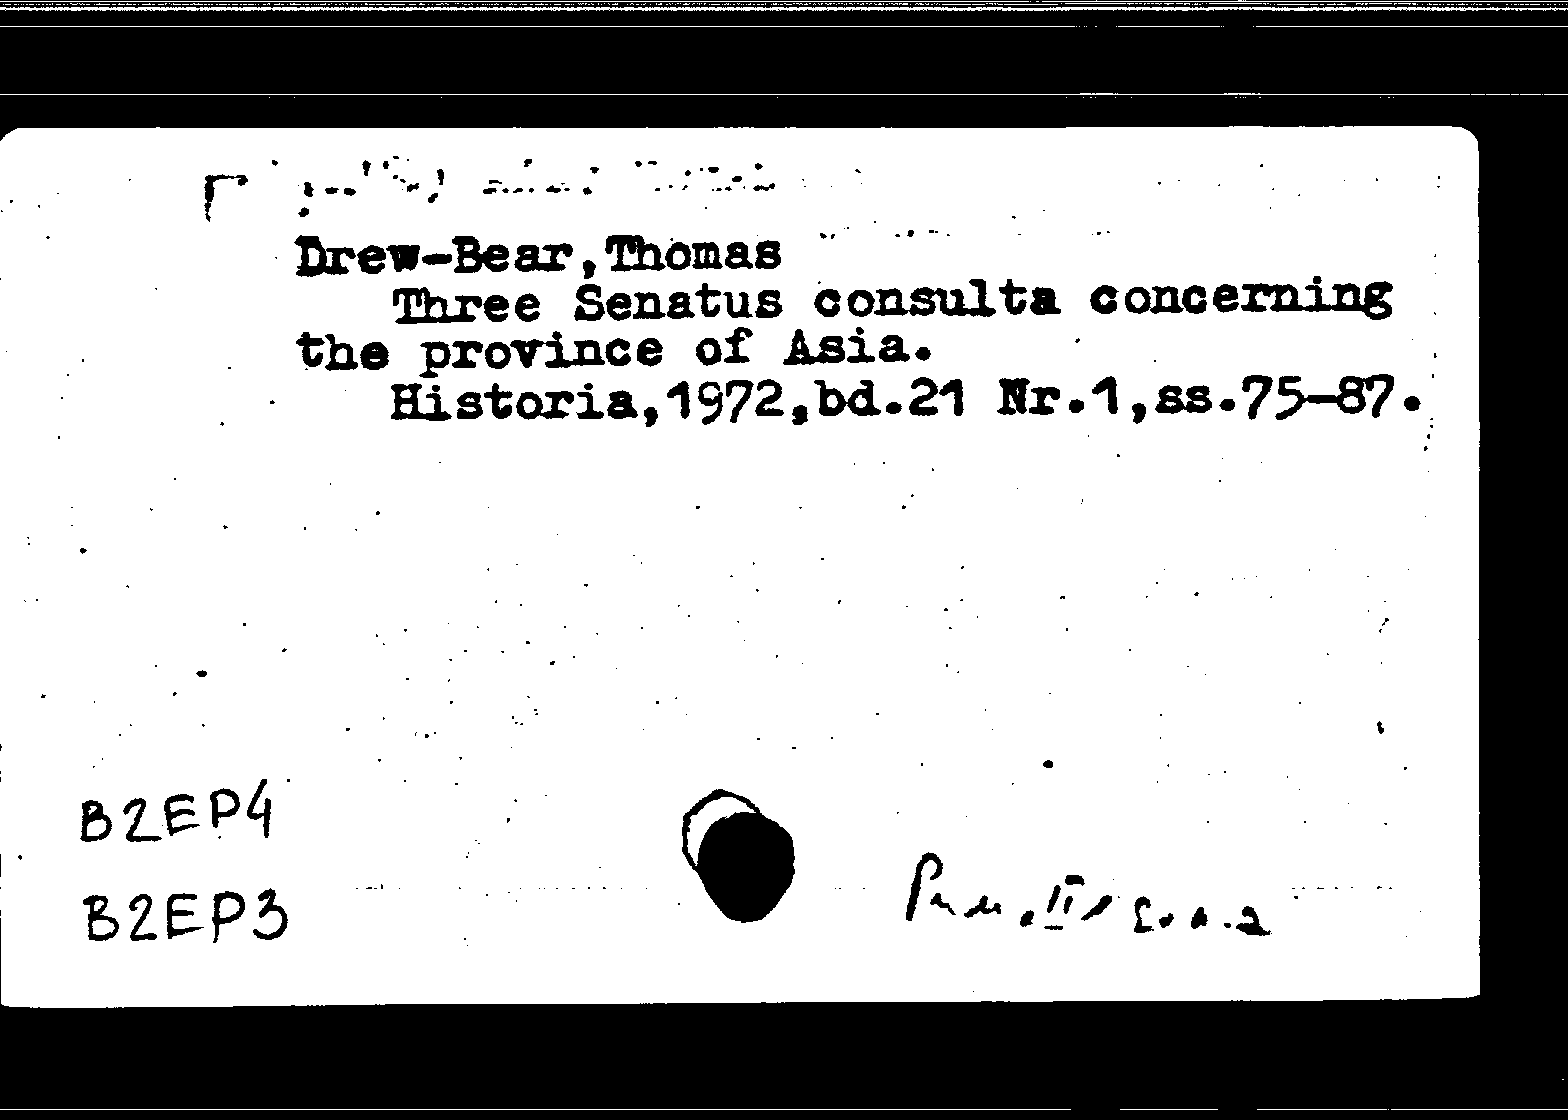 Drew-Bear,Thomas
Three Senatus consulta concerning
the province of Asia.
Historia,1972,bd.21 Nr.1,ss.75-87.
B2EP4
B2EP3